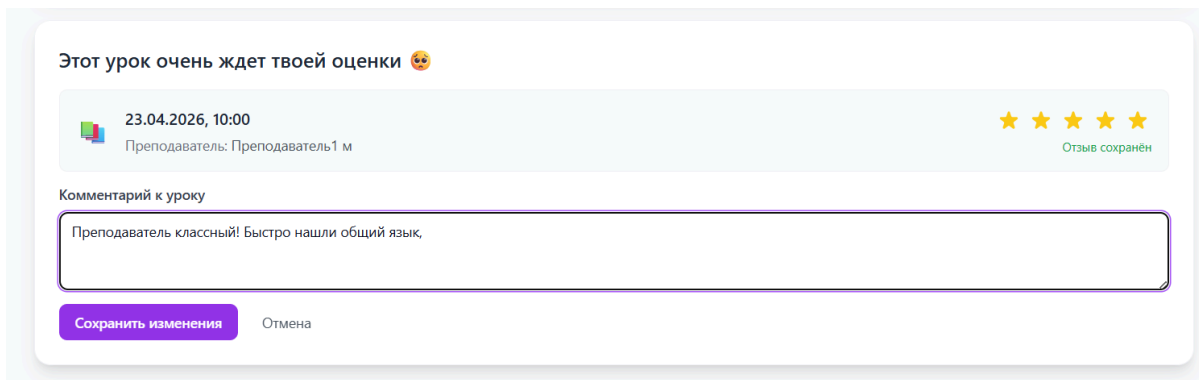 Этот урок очень ждет твоей оценки 🥺
23.04.2026, 10:00
Преподаватель: Преподаватель1 м
Отзыв сохранён
Комментарий к уроку
Преподаватель классный! Быстро нашли общий язык,
Сохранить изменения
Отмена